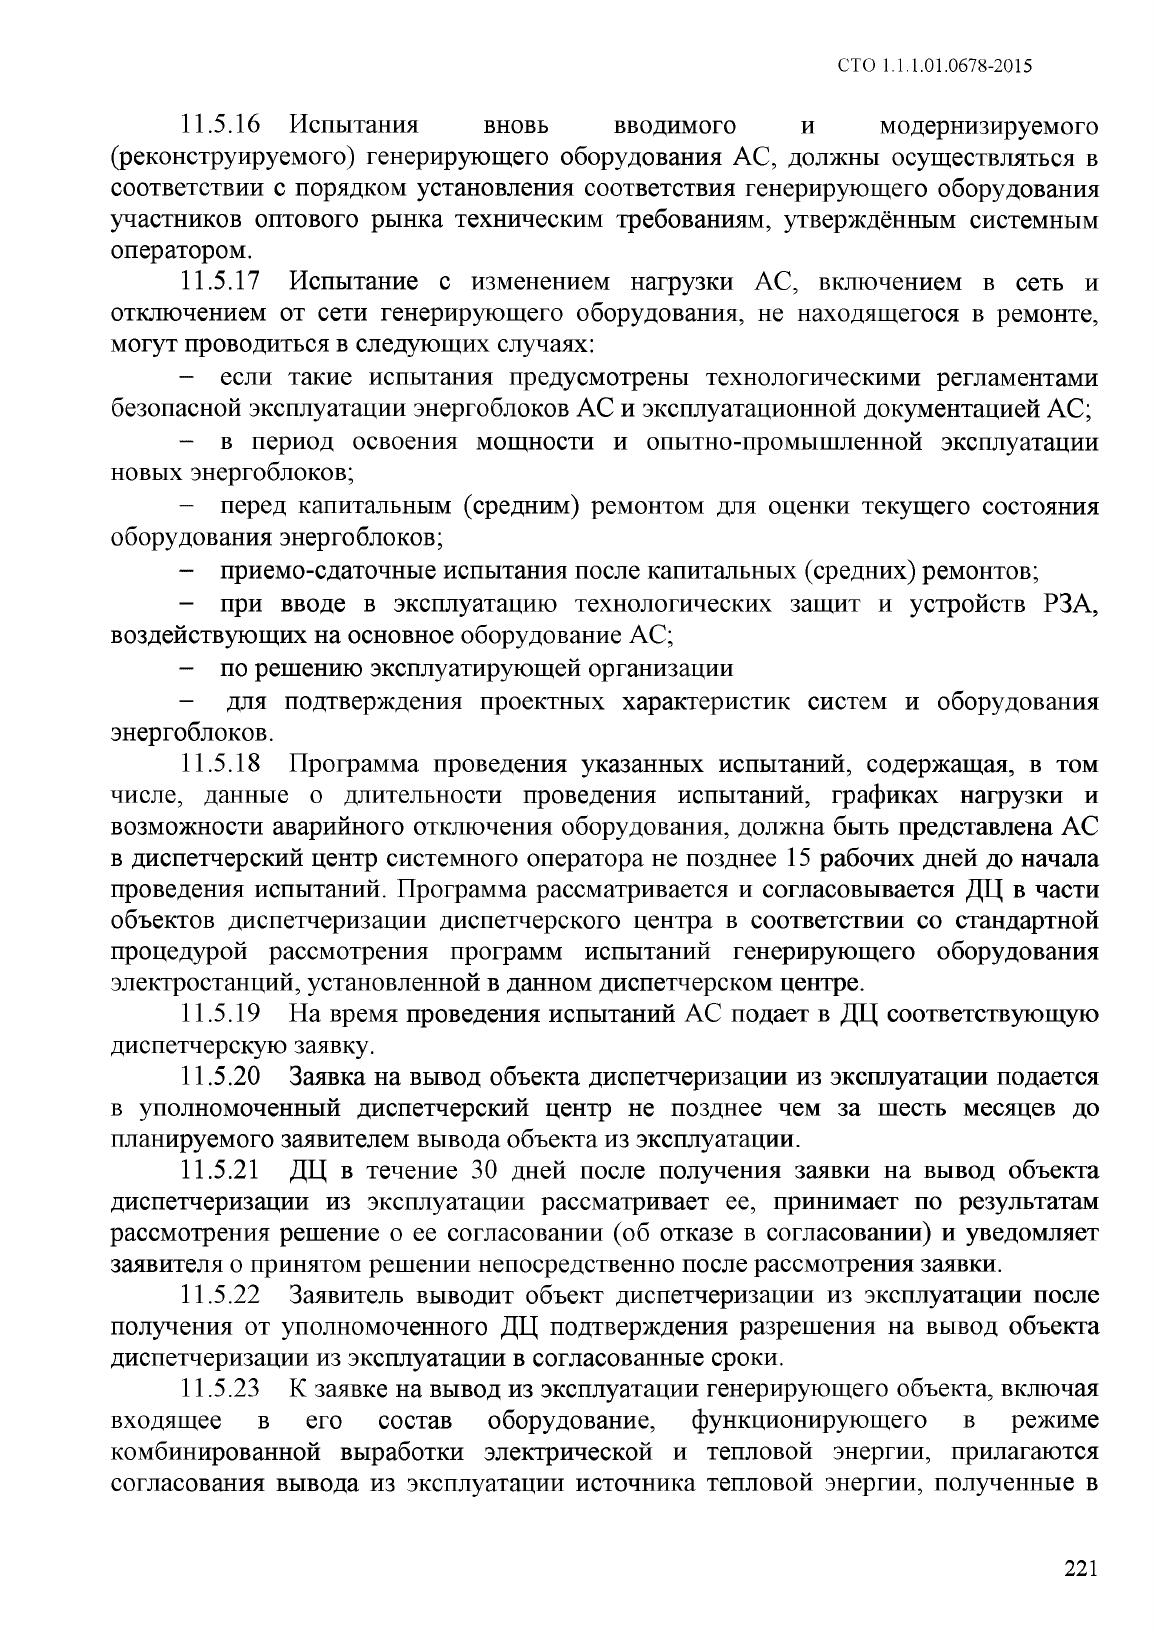 СТО 1.1.1.01.0678-2015
11.5.16 Испытания вновь вводимого и модернизируемого
(реконструируемого) генерирующего оборудования АС, должны осуществляться в
соответствии с порядком установления соответствия генерирующего оборудования
участников оптового рынка техническим требованиям, утверждённым системным
оператором.
11.5.17 Испытание с изменением нагрузки АС, включением в сеть и
отключением от сети генерирующего оборудования, не находящегося в ремонте,
могут проводиться в следующих случаях:
– если такие испытания предусмотрены технологическими регламентами
безопасной эксплуатации энергоблоков АС и эксплуатационной документацией АС;
– в период освоения мощности и опытно-промышленной эксплуатации
новых энергоблоков;
– перед капитальным (средним) ремонтом для оценки текущего состояния
оборудования энергоблоков;
– приемо-сдаточные испытания после капитальных (средних) ремонтов;
– при вводе в эксплуатацию технологических защит и устройств РЗА,
воздействующих на основное оборудование АС;
– по решению эксплуатирующей организации
– для подтверждения проектных характеристик систем и оборудования
энергоблоков.
11.5.18 Программа проведения указанных испытаний, содержащая, в том
числе, данные о длительности проведения испытаний, графиках нагрузки и
возможности аварийного отключения оборудования, должна быть представлена АС
в диспетчерский центр системного оператора не позднее 15 рабочих дней до начала
проведения испытаний. Программа рассматривается и согласовывается ДЦ в части
объектов диспетчеризации диспетчерского центра в соответствии со стандартной
процедурой рассмотрения программ испытаний генерирующего оборудования
электростанций, установленной в данном диспетчерском центре.
11.5.19 На время проведения испытаний АС подает в ДЦ соответствующую
диспетчерскую заявку.
11.5.20 Заявка на вывод объекта диспетчеризации из эксплуатации подается
в уполномоченный диспетчерский центр не позднее чем за шесть месяцев до
планируемого заявителем вывода объекта из эксплуатации.
11.5.21 ДЦ в течение 30 дней после получения заявки на вывод объекта
диспетчеризации из эксплуатации рассматривает ее, принимает по результатам
рассмотрения решение о ее согласовании (об отказе в согласовании) и уведомляет
заявителя о принятом решении непосредственно после рассмотрения заявки.
11.5.22 Заявитель выводит объект диспетчеризации из эксплуатации после
получения от уполномоченного ДЦ подтверждения разрешения на вывод объекта
диспетчеризации из эксплуатации в согласованные сроки.
11.5.23 К заявке на вывод из эксплуатации генерирующего объекта, включая
входящее в его состав оборудование, функционирующего в режиме
комбинированной выработки электрической и тепловой энергии, прилагаются
согласования вывода из эксплуатации источника тепловой энергии, полученные в
221